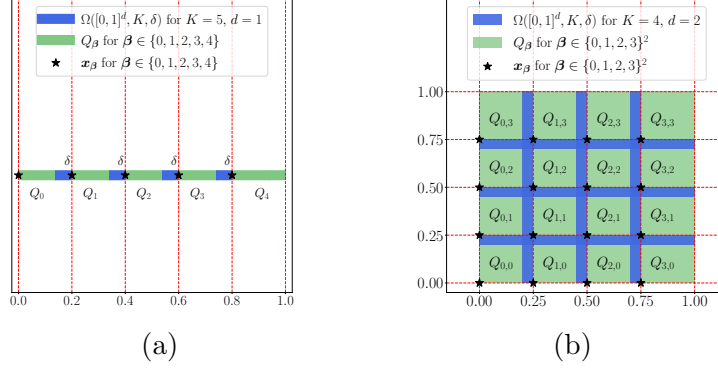 Ω([0, 1]^d, K, δ) for K = 5, d = 1
Q_β for β ∈ {0, 1, 2, 3, 4}
x_β for β ∈ {0, 1, 2, 3, 4}
δ δ δ δ
Q_0 Q_1 Q_2 Q_3 Q_4
0.0 0.2 0.4 0.6 0.8 1.0
(a)
Ω([0, 1]^d, K, δ) for K = 4, d = 2
Q_β for β ∈ {0, 1, 2, 3}^2
x_β for β ∈ {0, 1, 2, 3}^2
1.00
Q_{0,3} Q_{1,3} Q_{2,3} Q_{3,3}
0.75
Q_{0,2} Q_{1,2} Q_{2,2} Q_{3,2}
0.50
Q_{0,1} Q_{1,1} Q_{2,1} Q_{3,1}
0.25
Q_{0,0} Q_{1,0} Q_{2,0} Q_{3,0}
0.00
0.00 0.25 0.50 0.75 1.00
(b)